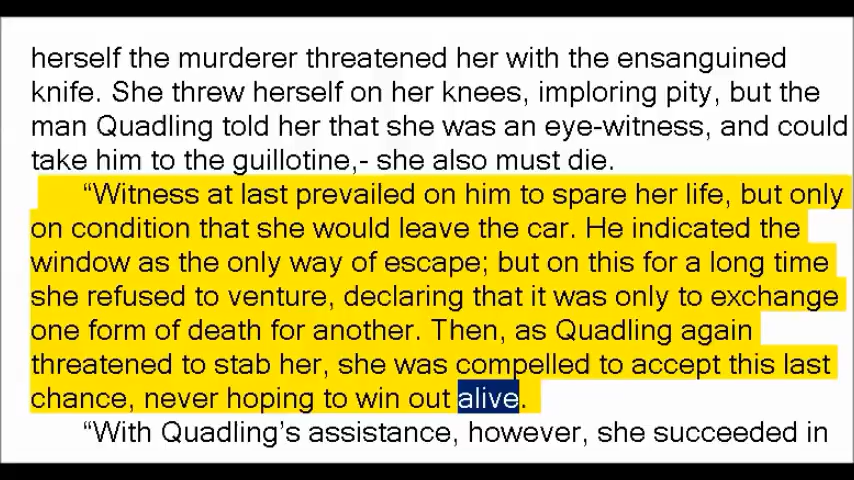 herself the murderer threatened her with the ensanguined
knife. She threw herself on her knees, imploring pity, but the
man Quadling told her that she was an eye-witness, and could
take him to the guillotine,- she also must die.
“Witness at last prevailed on him to spare her life, but only
on condition that she would leave the car. He indicated the
window as the only way of escape; but on this for a long time
she refused to venture, declaring that it was only to exchange
one form of death for another. Then, as Quadling again
threatened to stab her, she was compelled to accept this last
chance, never hoping to win out alive.
“With Quadling’s assistance, however, she succeeded in